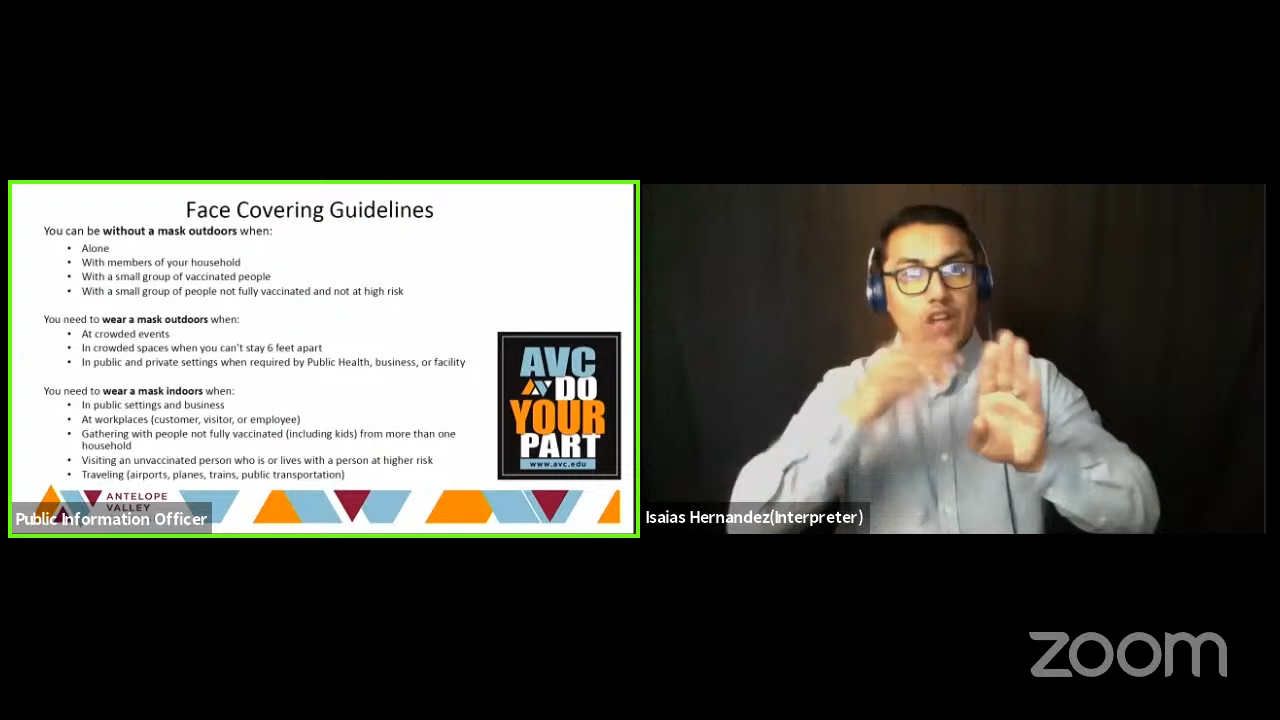 Face Covering Guidelines
You can be without a mask outdoors when:
• Alone
• With members of your household
• With a small group of vaccinated people
• With a small group of people not fully vaccinated and not at high risk
You need to wear a mask outdoors when:
• At crowded events
• In crowded spaces when you can't stay 6 feet apart
• In public and private settings when required by Public Health, business, or facility
You need to wear a mask indoors when:
• In public settings and business
• At workplaces (customer, visitor, or employee)
• Gathering with people not fully vaccinated (including kids) from more than one
household
• Visiting an unvaccinated person who is or lives with a person at higher risk
• Traveling (airports, planes, trains, public transportation)
AVC
DO
YOUR
PART
www.avc.edu
ANTELOPE
VALLEY
Public Information Officer
Isaias Hernandez(Interpreter)
zoom